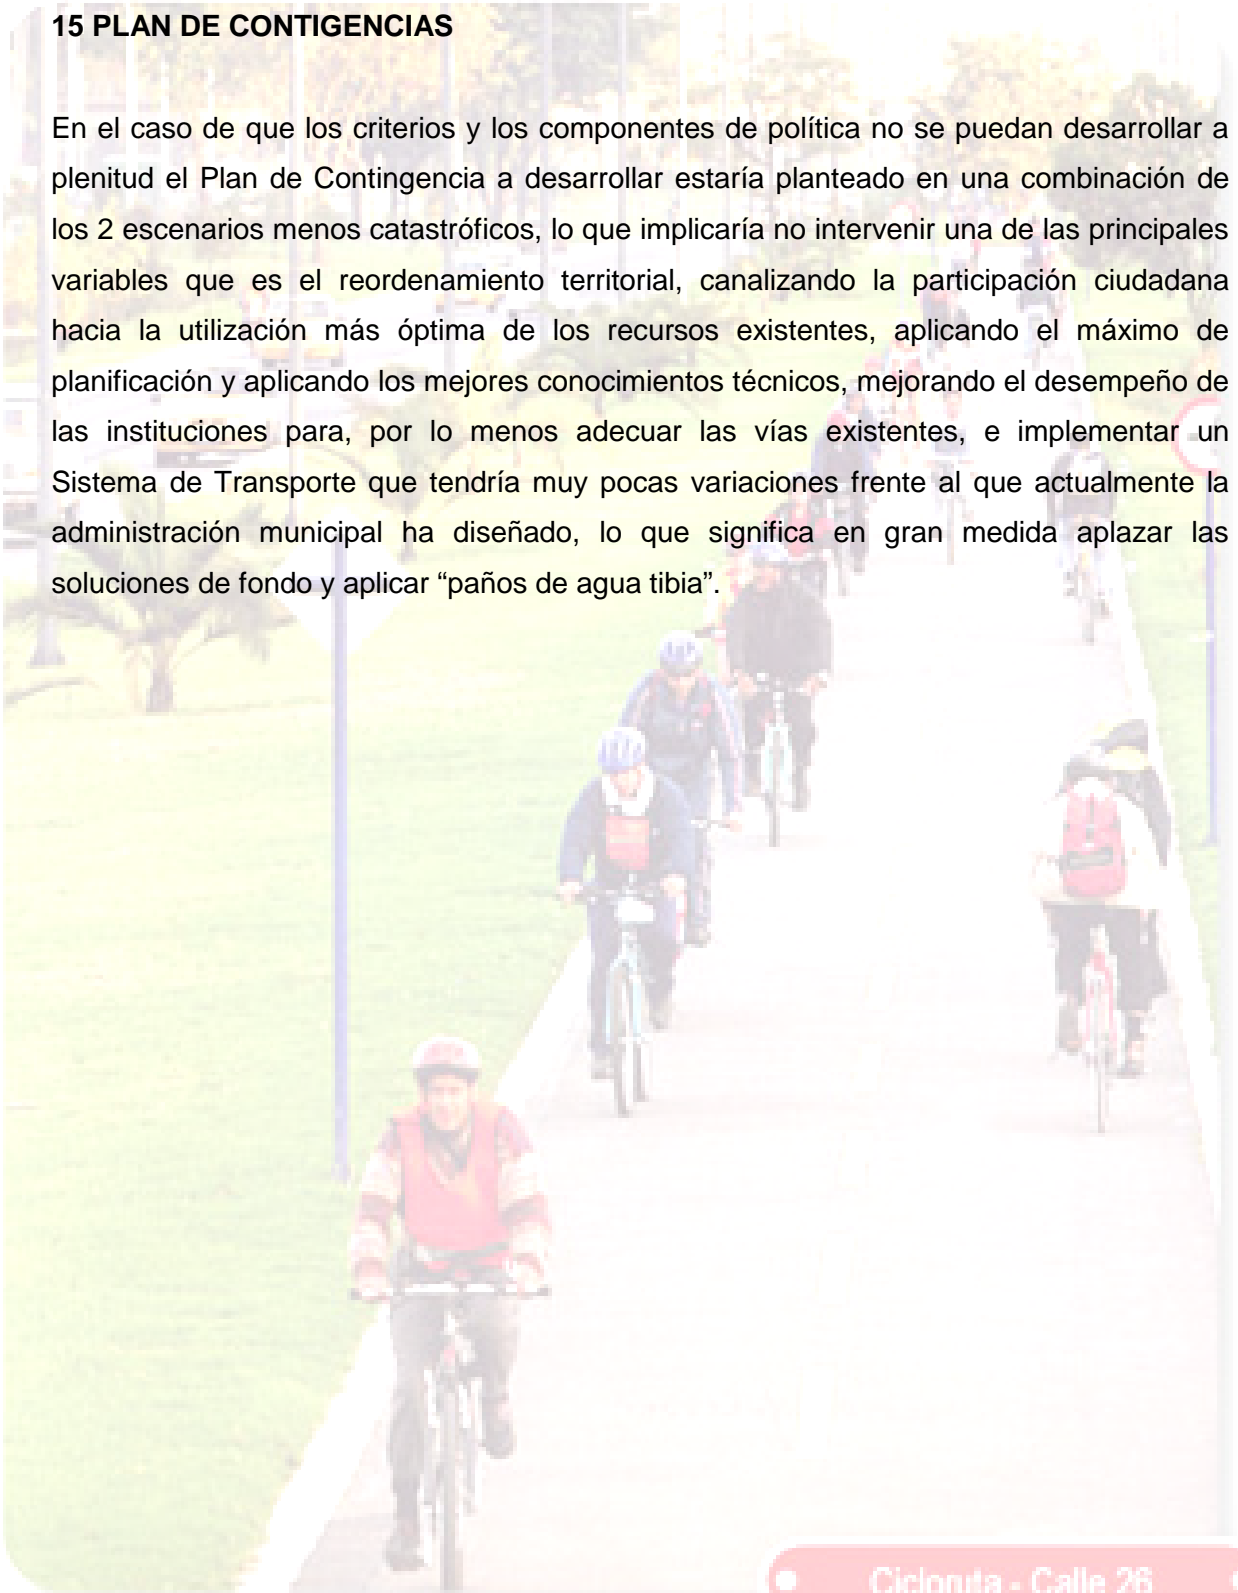 15 PLAN DE CONTIGENCIAS
En el caso de que los criterios y los componentes de política no se puedan desarrollar a
plenitud el Plan de Contingencia a desarrollar estaría planteado en una combinación de
los 2 escenarios menos catastróficos, lo que implicaría no intervenir una de las principales
variables que es el reordenamiento territorial, canalizando la participación ciudadana
hacia la utilización más óptima de los recursos existentes, aplicando el máximo de
planificación y aplicando los mejores conocimientos técnicos, mejorando el desempeño de
las instituciones para, por lo menos adecuar las vías existentes, e implementar un
Sistema de Transporte que tendría muy pocas variaciones frente al que actualmente la
administración municipal ha diseñado, lo que significa en gran medida aplazar las
soluciones de fondo y aplicar “paños de agua tibia”.
Cicloruta - Calle 26